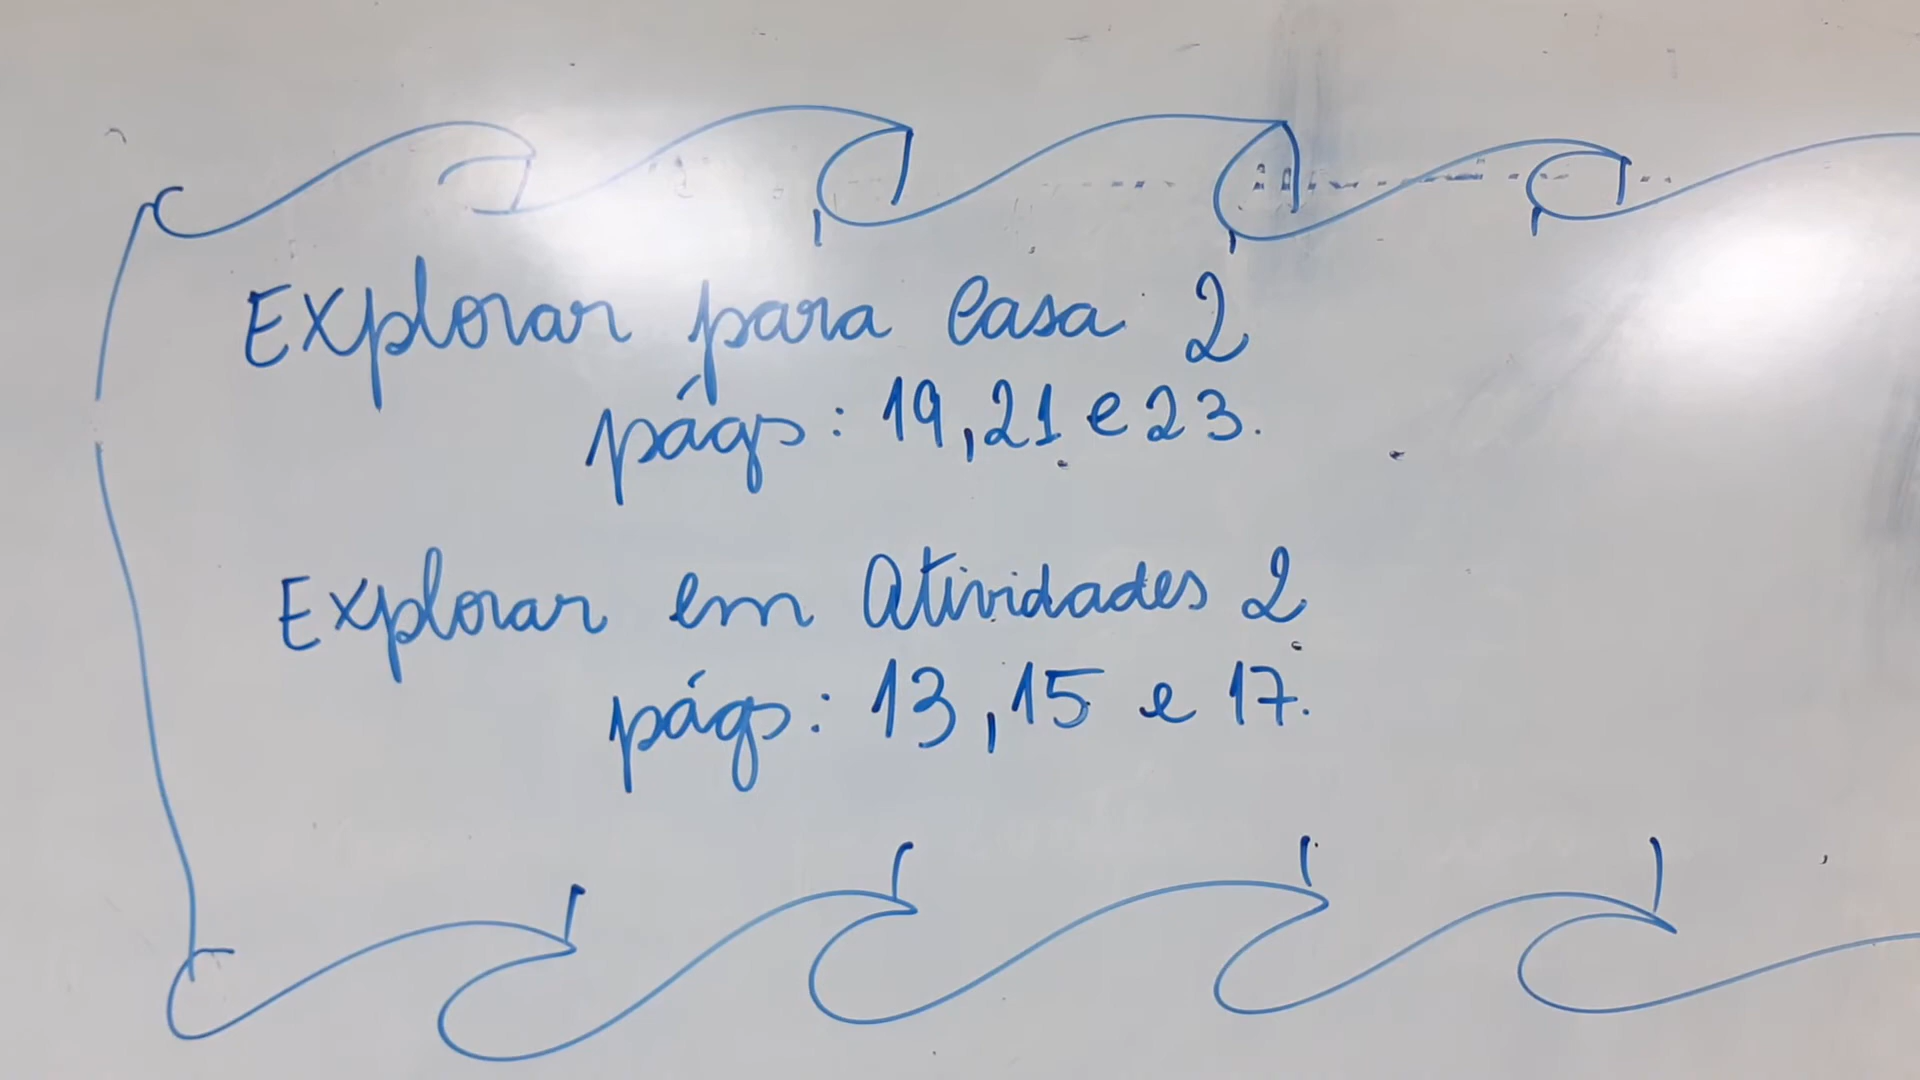 Explorar para Casa 2
págs: 19, 21 e 23.
Explorar em Atividades 2
págs: 13, 15 e 17.